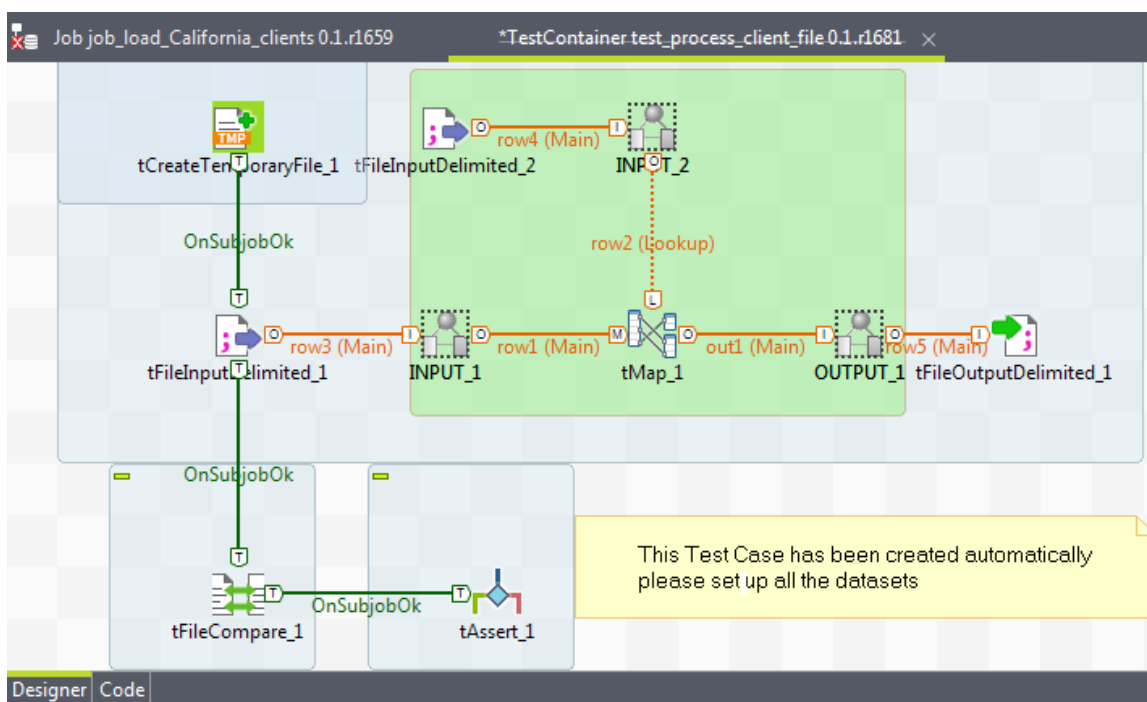 Job job_load_California_clients 0.1.r1659
*TestContainer test_process_client_file 0.1.r1681
TMP
tCreateTemporaryFile_1
tFileInputDelimited_2
row4 (Main)
INPUT_2
OnSubjobOk
row2 (Lookup)
row3 (Main)
row1 (Main)
out1 (Main)
row5 (Main)
tFileInputDelimited_1
INPUT_1
tMap_1
OUTPUT_1
tFileOutputDelimited_1
OnSubjobOk
This Test Case has been created automatically
please set up all the datasets
OnSubjobOk
tFileCompare_1
tAssert_1
Designer
Code